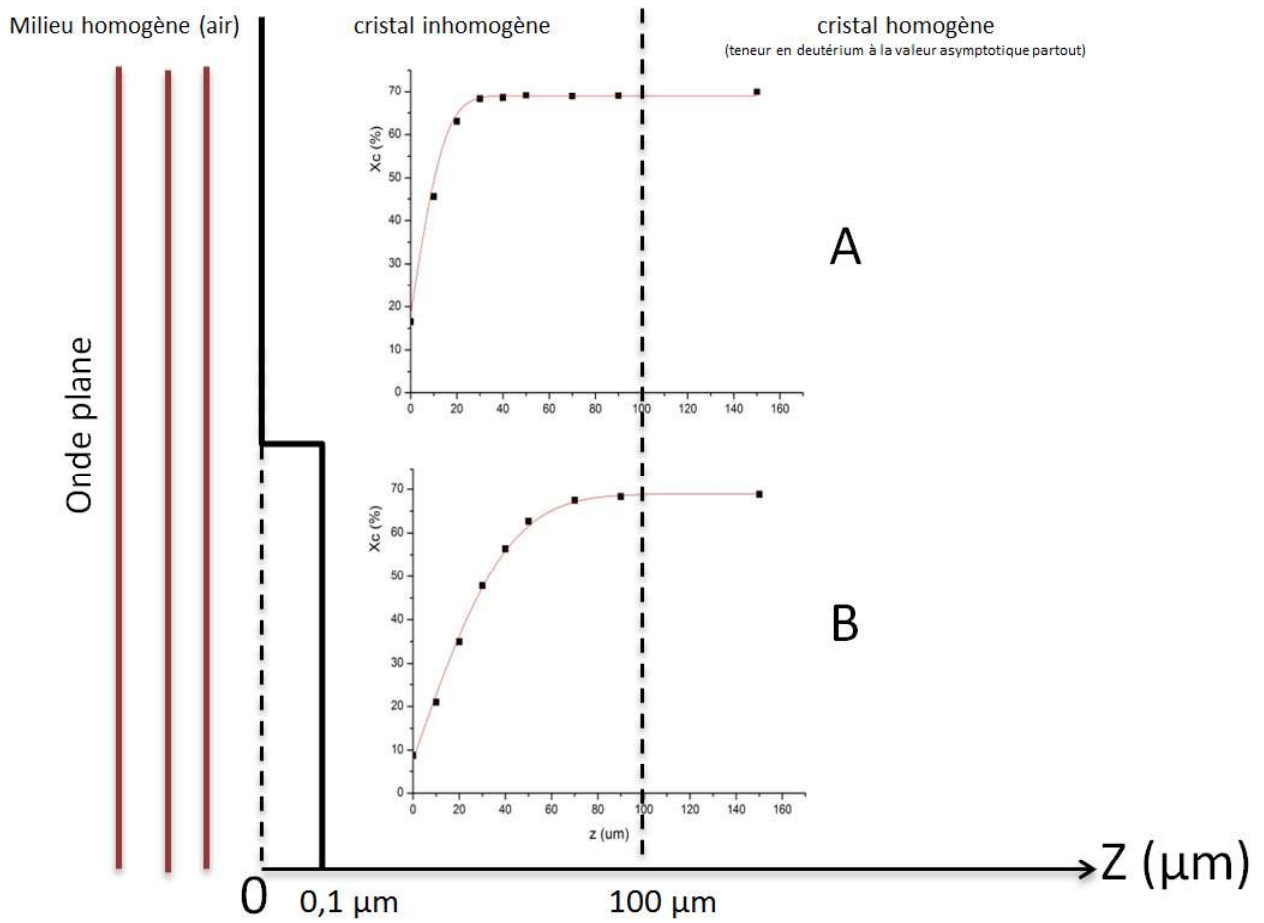 Milieu homogène (air)
cristal inhomogène
cristal homogène
(teneur en deutérium à la valeur asymptotique partout)
Onde plane
Xc (%)
70
60
50
40
30
20
10
0
0 20 40 60 80 100 120 140 160
A
Xc (%)
70
60
50
40
30
20
10
0
0 20 40 60 80 100 120 140 160
z (um)
B
0 0,1 µm 100 µm Z (µm)